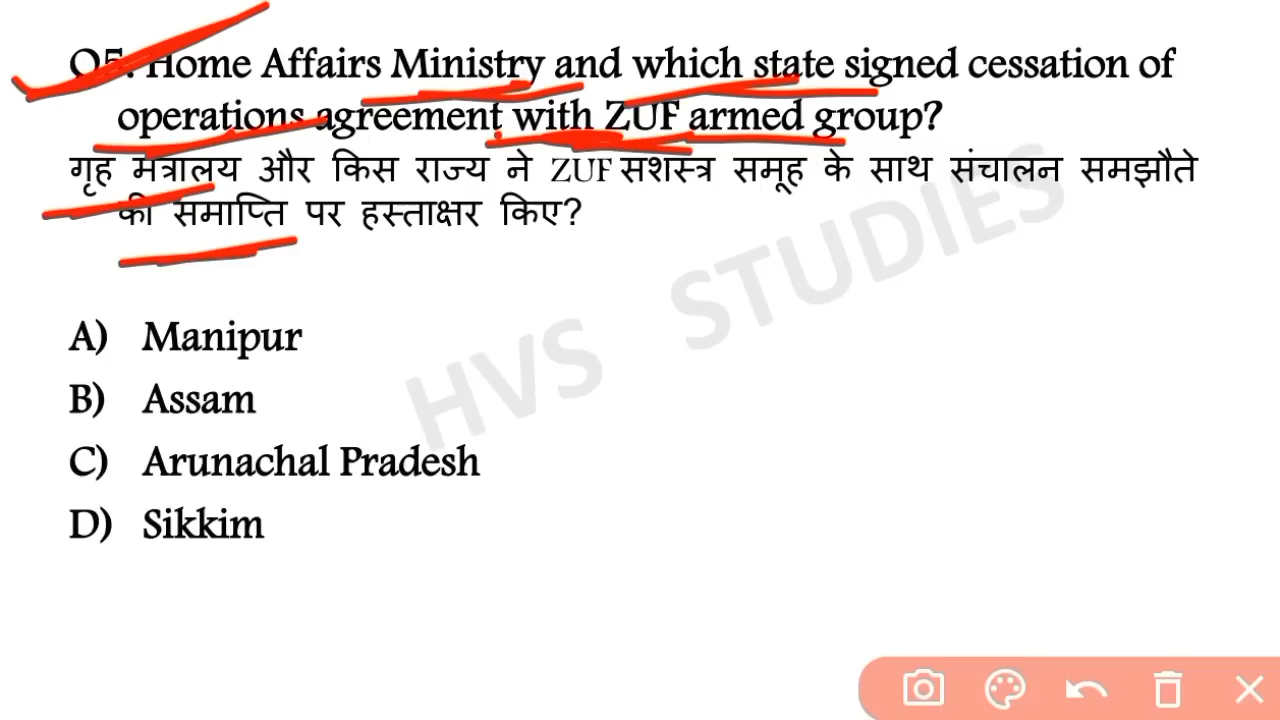 Q5. Home Affairs Ministry and which state signed cessation of
operations agreement with ZUF armed group?
गृह मंत्रालय और किस राज्य ने ZUF सशस्त्र समूह के साथ संचालन समझौते
की समाप्ति पर हस्ताक्षर किए?
HVS STUDIES
A) Manipur
B) Assam
C) Arunachal Pradesh
D) Sikkim